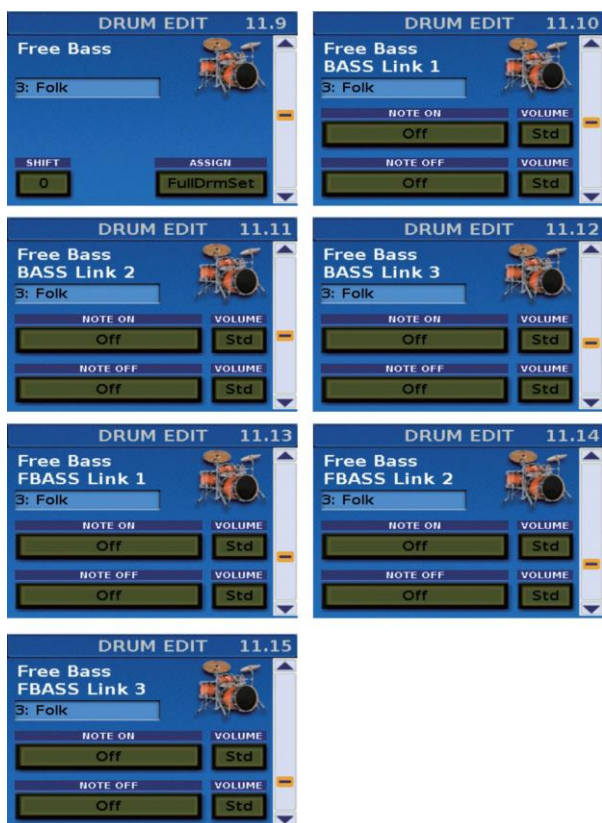 DRUM EDIT 11.9
Free Bass
3: Folk
SHIFT ASSIGN
0 FullDrmSet
DRUM EDIT 11.10
Free Bass
BASS Link 1
3: Folk
NOTE ON VOLUME
Off Std
NOTE OFF VOLUME
Off Std
DRUM EDIT 11.11
Free Bass
BASS Link 2
3: Folk
NOTE ON VOLUME
Off Std
NOTE OFF VOLUME
Off Std
DRUM EDIT 11.12
Free Bass
BASS Link 3
3: Folk
NOTE ON VOLUME
Off Std
NOTE OFF VOLUME
Off Std
DRUM EDIT 11.13
Free Bass
FBASS Link 1
3: Folk
NOTE ON VOLUME
Off Std
NOTE OFF VOLUME
Off Std
DRUM EDIT 11.14
Free Bass
FBASS Link 2
3: Folk
NOTE ON VOLUME
Off Std
NOTE OFF VOLUME
Off Std
DRUM EDIT 11.15
Free Bass
FBASS Link 3
3: Folk
NOTE ON VOLUME
Off Std
NOTE OFF VOLUME
Off Std